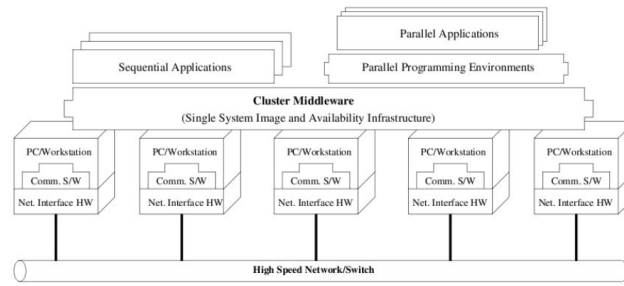 Parallel Applications
Sequential Applications
Parallel Programming Environments
Cluster Middleware
(Single System Image and Availability Infrastructure)
PC/Workstation
PC/Workstation
PC/Workstation
PC/Workstation
PC/Workstation
Comm. S/W
Comm. S/W
Comm. S/W
Comm. S/W
Comm. S/W
Net. Interface HW
Net. Interface HW
Net. Interface HW
Net. Interface HW
Net. Interface HW
High Speed Network/Switch